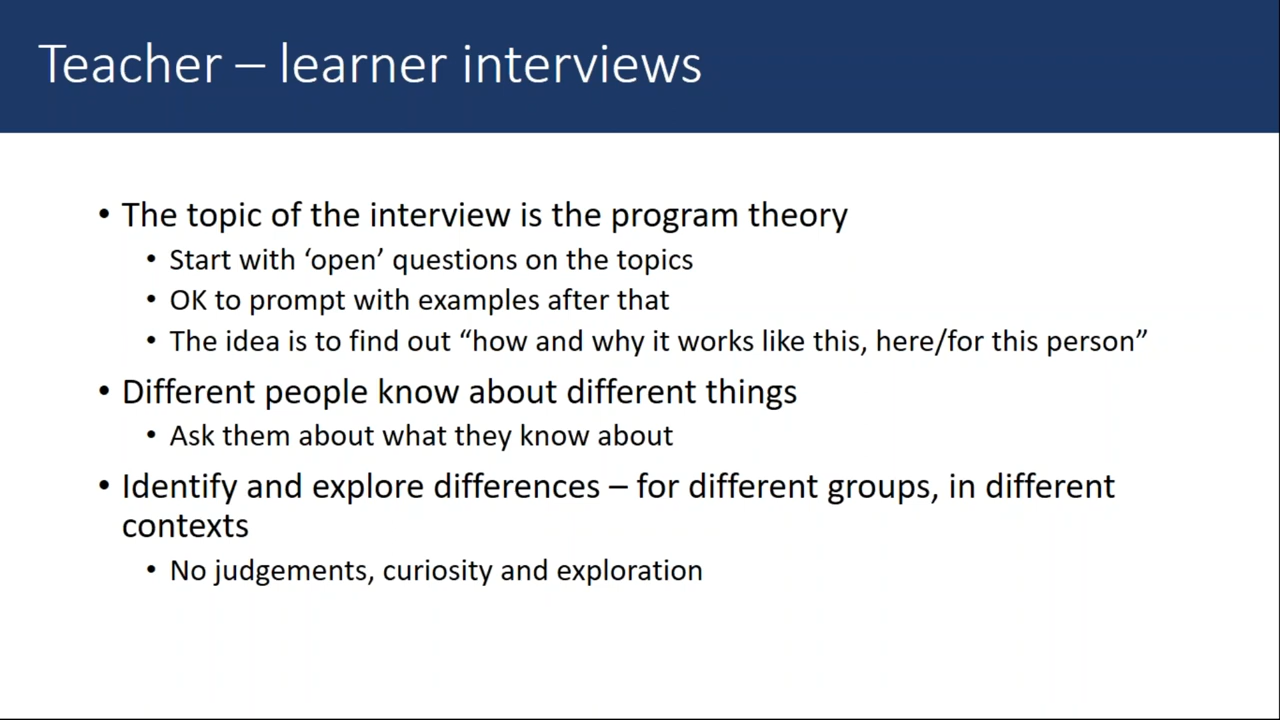 Teacher – learner interviews
• The topic of the interview is the program theory
• Start with ‘open’ questions on the topics
• OK to prompt with examples after that
• The idea is to find out “how and why it works like this, here/for this person”
• Different people know about different things
• Ask them about what they know about
• Identify and explore differences – for different groups, in different
contexts
• No judgements, curiosity and exploration